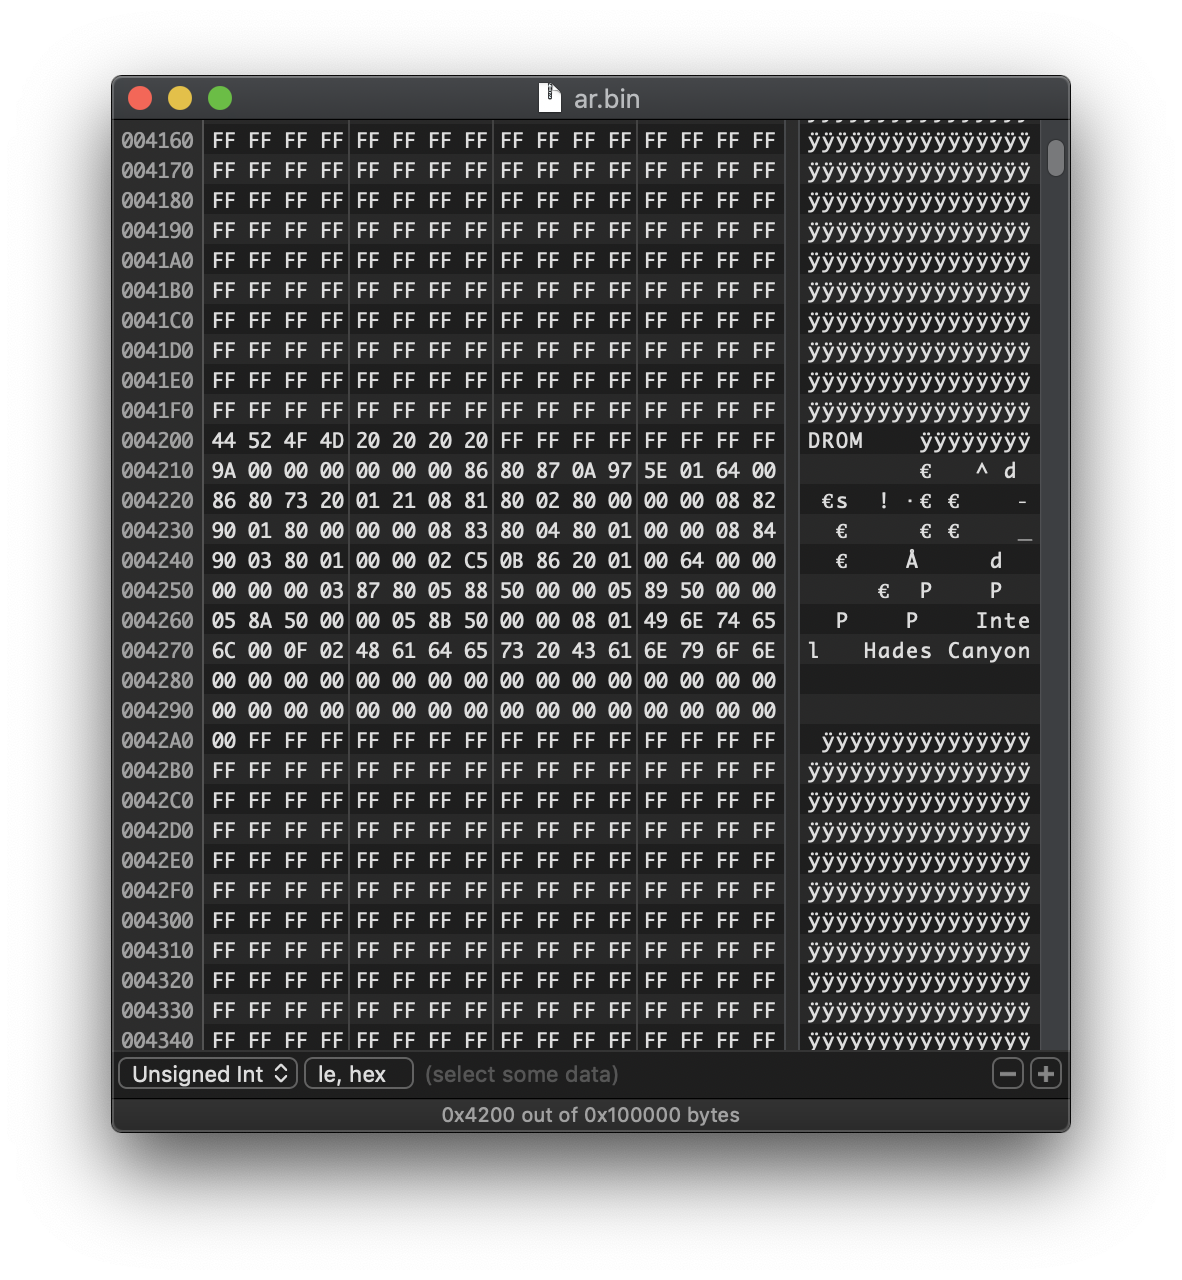 ar.bin
004160 FF FF FF FF FF FF FF FF FF FF FF FF FF FF FF FF ÿÿÿÿÿÿÿÿÿÿÿÿÿÿÿÿ
004170 FF FF FF FF FF FF FF FF FF FF FF FF FF FF FF FF ÿÿÿÿÿÿÿÿÿÿÿÿÿÿÿÿ
004180 FF FF FF FF FF FF FF FF FF FF FF FF FF FF FF FF ÿÿÿÿÿÿÿÿÿÿÿÿÿÿÿÿ
004190 FF FF FF FF FF FF FF FF FF FF FF FF FF FF FF FF ÿÿÿÿÿÿÿÿÿÿÿÿÿÿÿÿ
0041A0 FF FF FF FF FF FF FF FF FF FF FF FF FF FF FF FF ÿÿÿÿÿÿÿÿÿÿÿÿÿÿÿÿ
0041B0 FF FF FF FF FF FF FF FF FF FF FF FF FF FF FF FF ÿÿÿÿÿÿÿÿÿÿÿÿÿÿÿÿ
0041C0 FF FF FF FF FF FF FF FF FF FF FF FF FF FF FF FF ÿÿÿÿÿÿÿÿÿÿÿÿÿÿÿÿ
0041D0 FF FF FF FF FF FF FF FF FF FF FF FF FF FF FF FF ÿÿÿÿÿÿÿÿÿÿÿÿÿÿÿÿ
0041E0 FF FF FF FF FF FF FF FF FF FF FF FF FF FF FF FF ÿÿÿÿÿÿÿÿÿÿÿÿÿÿÿÿ
0041F0 FF FF FF FF FF FF FF FF FF FF FF FF FF FF FF FF ÿÿÿÿÿÿÿÿÿÿÿÿÿÿÿÿ
004200 44 52 4F 4D 20 20 20 20 FF FF FF FF FF FF FF FF DROM    ÿÿÿÿÿÿÿÿ
004210 9A 00 00 00 00 00 00 86 80 87 0A 97 5E 01 64 00 € ^ d
004220 86 80 73 20 01 21 08 81 80 02 80 00 00 00 08 82 €s ! ·€ € -
004230 90 01 80 00 00 00 08 83 80 04 80 01 00 00 08 84 € € € _
004240 90 03 80 01 00 00 02 C5 0B 86 20 01 00 64 00 00 € Å d
004250 00 00 00 03 87 80 05 88 50 00 00 05 89 50 00 00 € P P
004260 05 8A 50 00 00 05 8B 50 00 00 08 01 49 6E 74 65 P P Inte
004270 6C 00 0F 02 48 61 64 65 73 20 43 61 6E 79 6F 6E l Hades Canyon
004280 00 00 00 00 00 00 00 00 00 00 00 00 00 00 00 00
004290 00 00 00 00 00 00 00 00 00 00 00 00 00 00 00 00
0042A0 00 FF FF FF FF FF FF FF FF FF FF FF FF FF FF FF ÿÿÿÿÿÿÿÿÿÿÿÿÿÿÿ
0042B0 FF FF FF FF FF FF FF FF FF FF FF FF FF FF FF FF ÿÿÿÿÿÿÿÿÿÿÿÿÿÿÿÿ
0042C0 FF FF FF FF FF FF FF FF FF FF FF FF FF FF FF FF ÿÿÿÿÿÿÿÿÿÿÿÿÿÿÿÿ
0042D0 FF FF FF FF FF FF FF FF FF FF FF FF FF FF FF FF ÿÿÿÿÿÿÿÿÿÿÿÿÿÿÿÿ
0042E0 FF FF FF FF FF FF FF FF FF FF FF FF FF FF FF FF ÿÿÿÿÿÿÿÿÿÿÿÿÿÿÿÿ
0042F0 FF FF FF FF FF FF FF FF FF FF FF FF FF FF FF FF ÿÿÿÿÿÿÿÿÿÿÿÿÿÿÿÿ
004300 FF FF FF FF FF FF FF FF FF FF FF FF FF FF FF FF ÿÿÿÿÿÿÿÿÿÿÿÿÿÿÿÿ
004310 FF FF FF FF FF FF FF FF FF FF FF FF FF FF FF FF ÿÿÿÿÿÿÿÿÿÿÿÿÿÿÿÿ
004320 FF FF FF FF FF FF FF FF FF FF FF FF FF FF FF FF ÿÿÿÿÿÿÿÿÿÿÿÿÿÿÿÿ
004330 FF FF FF FF FF FF FF FF FF FF FF FF FF FF FF FF ÿÿÿÿÿÿÿÿÿÿÿÿÿÿÿÿ
004340 FF FF FF FF FF FF FF FF FF FF FF FF FF FF FF FF ÿÿÿÿÿÿÿÿÿÿÿÿÿÿÿÿ
Unsigned Int le, hex (select some data)
0x4200 out of 0x100000 bytes